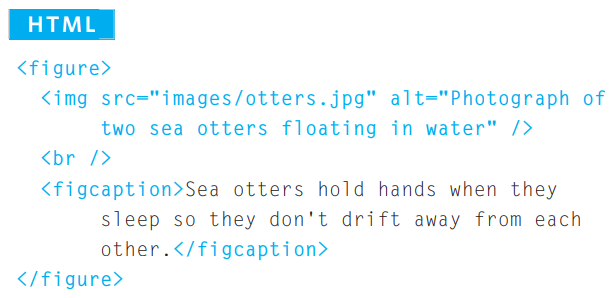 HTML
<figure>
<img src="images/otters.jpg" alt="Photograph of
two sea otters floating in water" />
<br />
<figcaption>Sea otters hold hands when they
sleep so they don't drift away from each
other.</figcaption>
</figure>